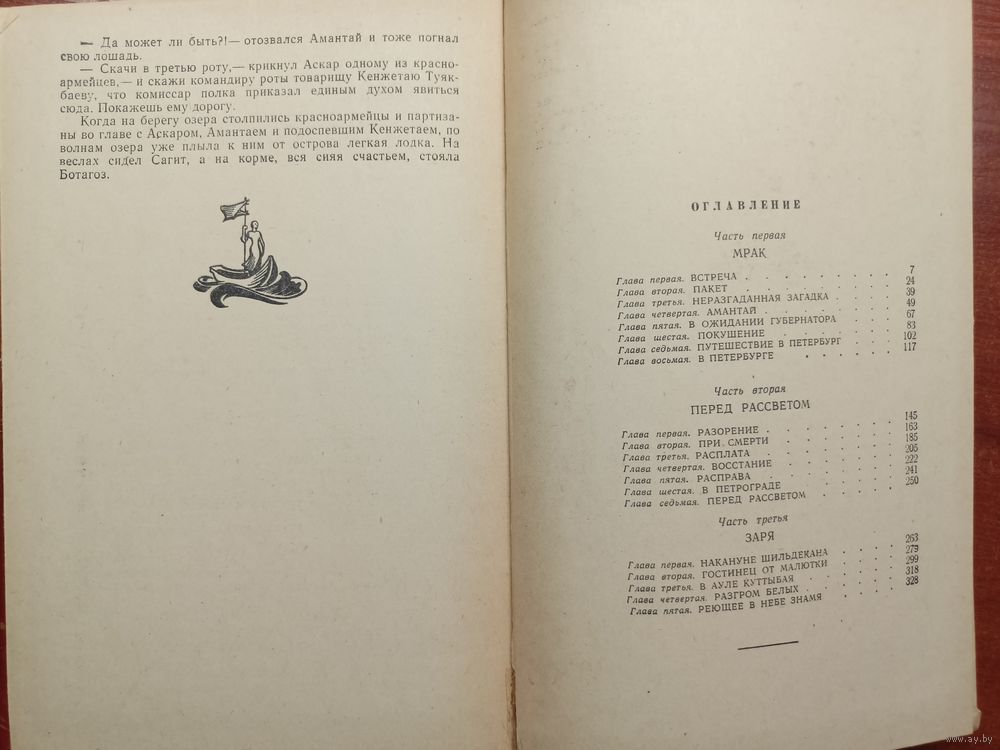 — Да может ли быть?!— отозвался Амантай и тоже погнал
свою лошадь.
— Скачи в третью роту,— крикнул Аскар одному из красно-
армейцев,— и скажи командиру роты товарищу Кенжетаю Туяк-
баеву, что комиссар полка приказал единым духом явиться
сюда. Покажешь ему дорогу.
Когда на берегу озера столпились красноармейцы и партиза-
ны во главе с Аскаром, Амантаем и подоспевшим Кенжетаем, по
волнам озера уже плыла к ним от острова легкая лодка. На
веслах сидел Сагит, а на корме, вся сияя счастьем, стояла
Ботагоз.
ОГЛАВЛЕНИЕ
Часть первая
МРАК
Глава первая. ВСТРЕЧА . . . . . . . . 7
Глава вторая. ПАКЕТ . . . . . . . . 24
Глава третья. НЕРАЗГАДАННАЯ ЗАГАДКА . . . . 39
Глава четвертая. АМАНТАЙ . . . . . . . 49
Глава пятая. В ОЖИДАНИИ ГУБЕРНАТОРА . . . 67
Глава шестая. ПОКУШЕНИЕ . . . . . . 83
Глава седьмая. ПУТЕШЕСТВИЕ В ПЕТЕРБУРГ . . . 102
Глава восьмая. В ПЕТЕРБУРГЕ . . . . . . 117
Часть вторая
ПЕРЕД РАССВЕТОМ
Глава первая. РАЗОРЕНИЕ . . . . . . . 145
Глава вторая. ПРИ СМЕРТИ . . . . . . 163
Глава третья. РАСПЛАТА . . . . . . . 185
Глава четвертая. ВОССТАНИЕ . . . . . . 205
Глава пятая. РАСПРАВА . . . . . . . 222
Глава шестая. В ПЕТРОГРАДЕ . . . . . . 241
Глава седьмая. ПЕРЕД РАССВЕТОМ . . . . . 250
Часть третья
ЗАРЯ
Глава первая. НАКАНУНЕ ШИЛЬДЕКАНА . . . . 263
Глава вторая. ГОСТИНЕЦ ОТ МАЛЮТКИ . . . . 279
Глава третья. В АУЛЕ КУТТЫБАЯ . . . . . 299
Глава четвертая. РАЗГРОМ БЕЛЫХ . . . . . 318
Глава пятая. РЕЮЩЕЕ В НЕБЕ ЗНАМЯ . . . . 328
www.ay.by